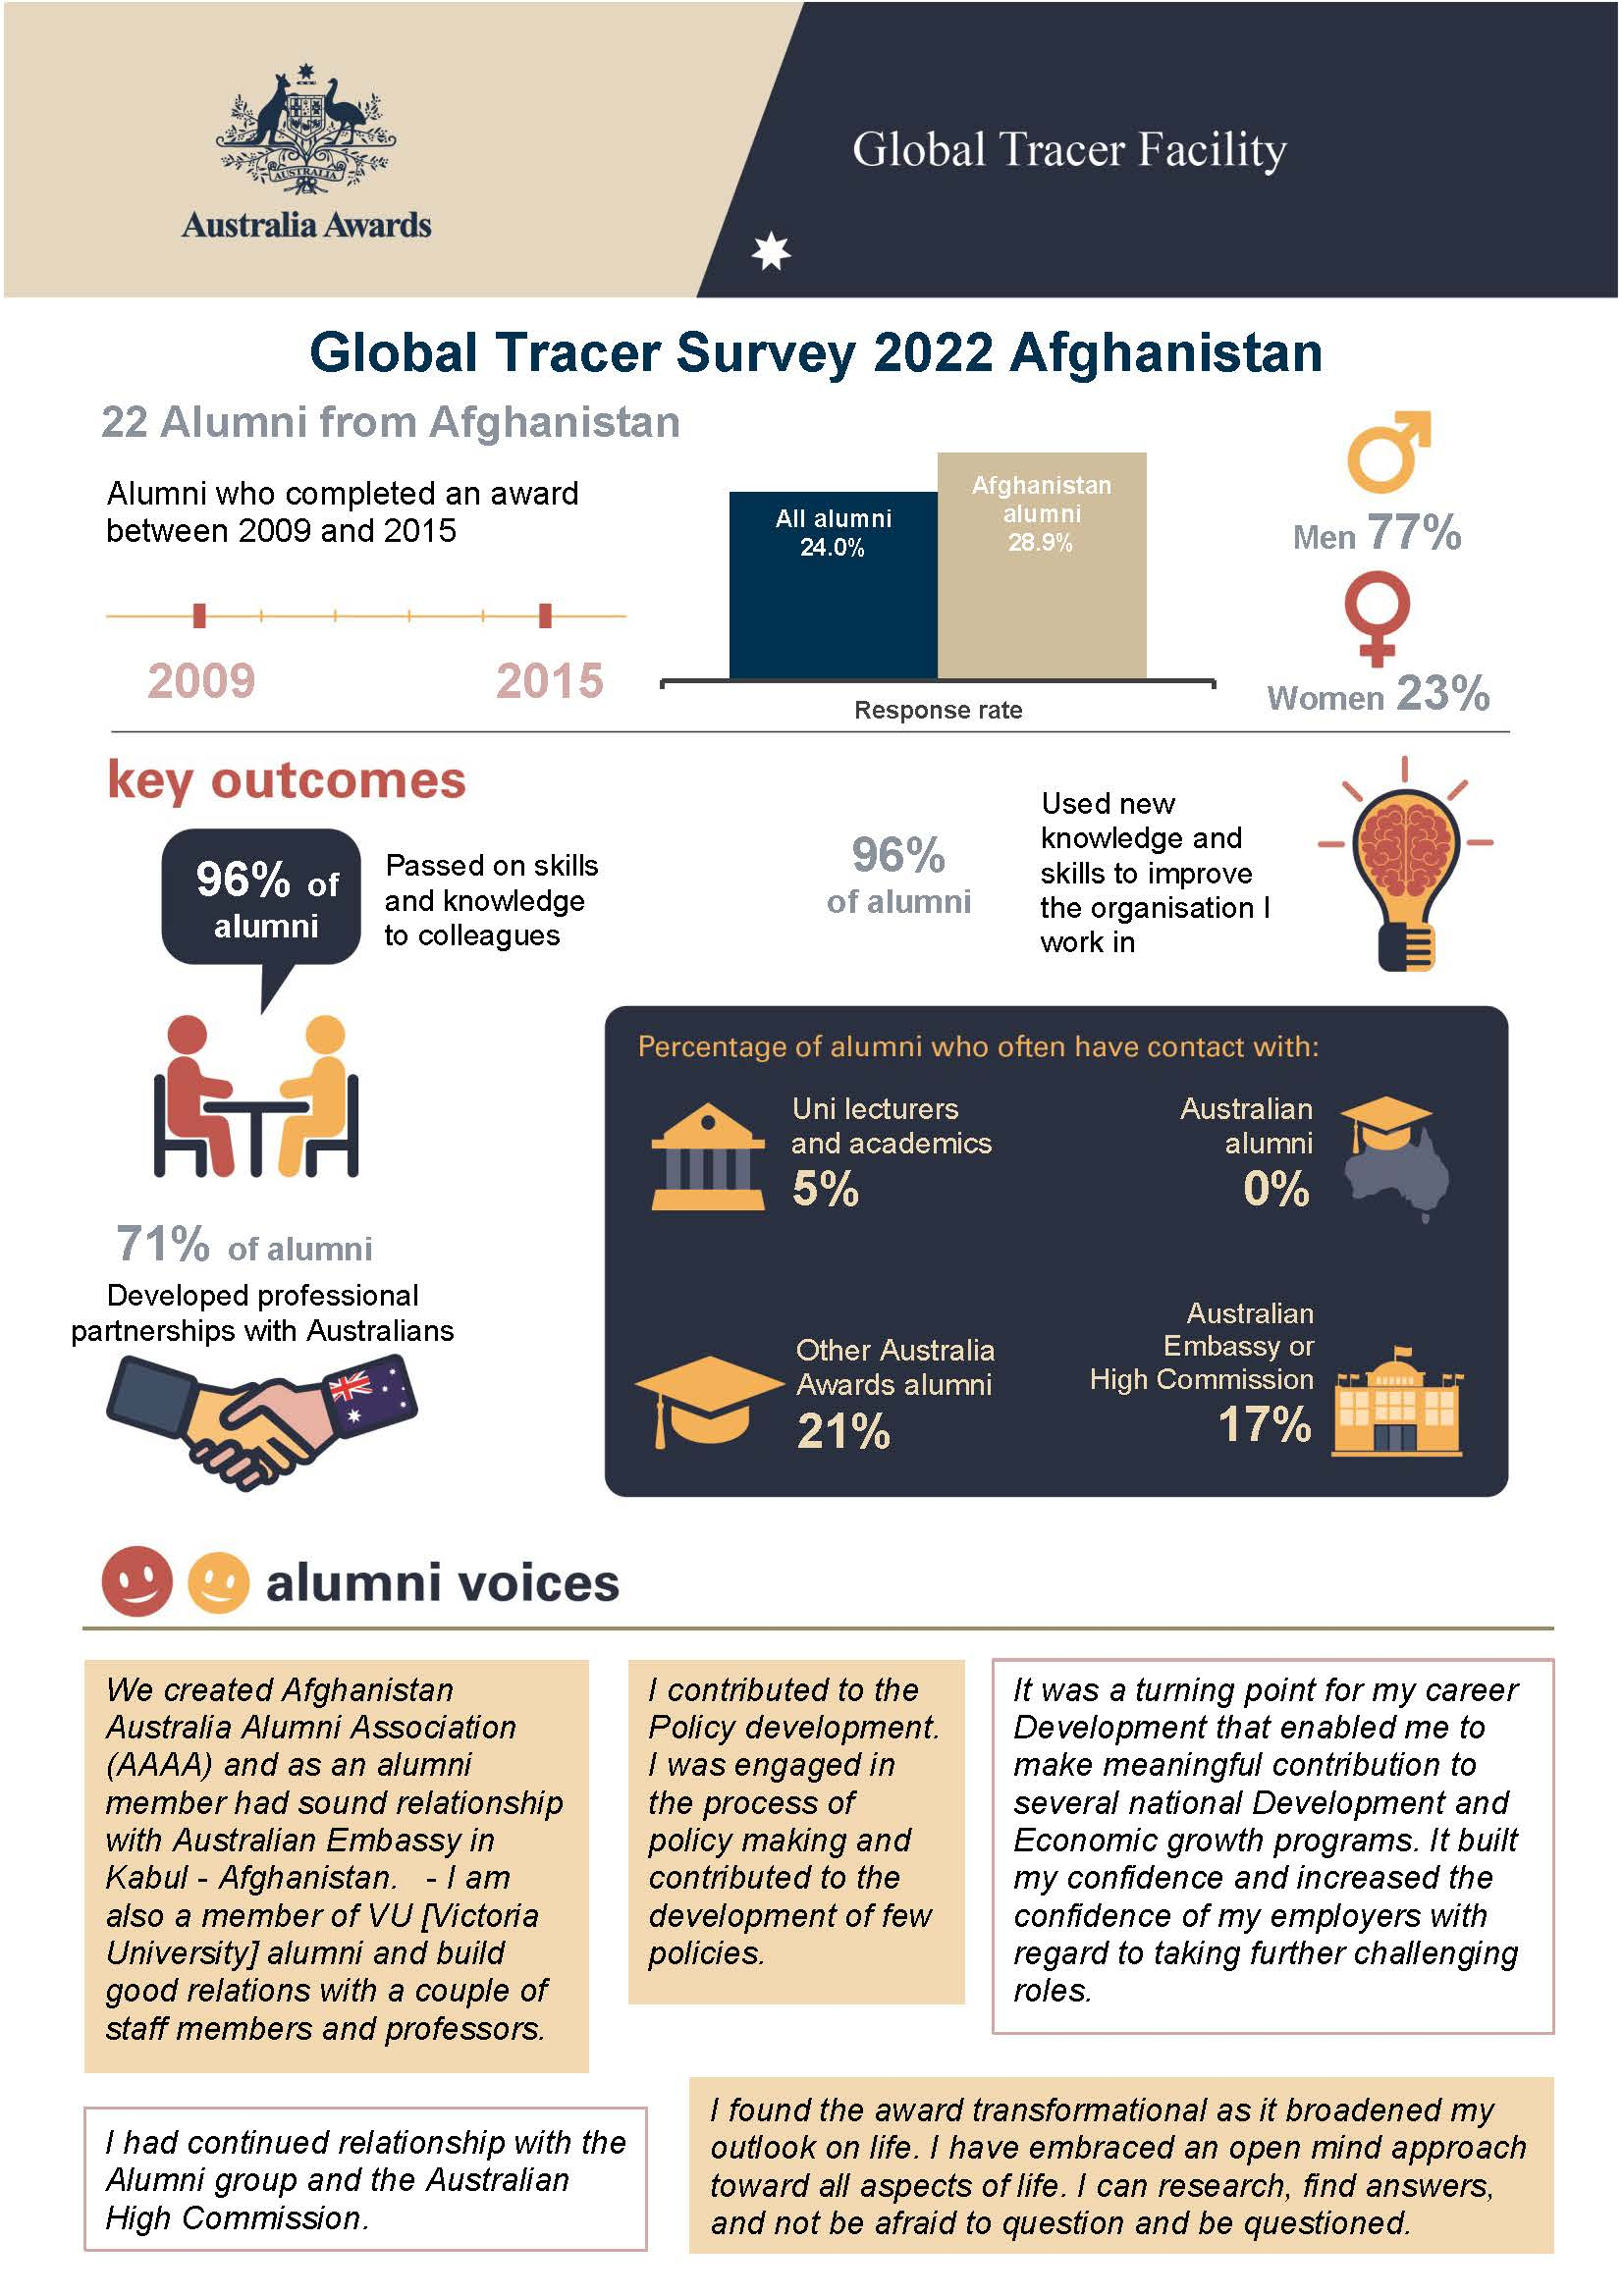 AUSTRALIA
Australia Awards
Global Tracer Facility
Global Tracer Survey 2022 Afghanistan
22 Alumni from Afghanistan
Alumni who completed an award
between 2009 and 2015
2009
2015
All alumni
24.0%
Afghanistan
alumni
28.9%
Response rate
Men 77%
Women 23%
key outcomes
96% of
alumni
Passed on skills
and knowledge
to colleagues
96%
of alumni
Used new
knowledge and
skills to improve
the organisation I
work in
71% of alumni
Developed professional
partnerships with Australians
Percentage of alumni who often have contact with:
Uni lecturers
and academics
5%
Australian
alumni
0%
Other Australia
Awards alumni
21%
Australian
Embassy or
High Commission
17%
alumni voices
We created Afghanistan
Australia Alumni Association
(AAAA) and as an alumni
member had sound relationship
with Australian Embassy in
Kabul - Afghanistan.   - I am
also a member of VU [Victoria
University] alumni and build
good relations with a couple of
staff members and professors.
I contributed to the
Policy development.
I was engaged in
the process of
policy making and
contributed to the
development of few
policies.
It was a turning point for my career
Development that enabled me to
make meaningful contribution to
several national Development and
Economic growth programs. It built
my confidence and increased the
confidence of my employers with
regard to taking further challenging
roles.
I had continued relationship with the
Alumni group and the Australian
High Commission.
I found the award transformational as it broadened my
outlook on life. I have embraced an open mind approach
toward all aspects of life. I can research, find answers,
and not be afraid to question and be questioned.